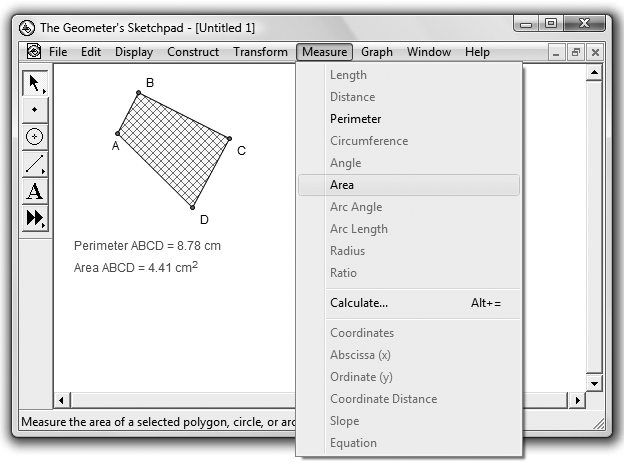 The Geometer's Sketchpad - [Untitled 1]
File Edit Display Construct Transform Measure Graph Window Help
Length
Distance
Perimeter
Circumference
Angle
Area
Arc Angle
Arc Length
Radius
Ratio
Calculate... Alt+=
Coordinates
Abscissa (x)
Ordinate (y)
Coordinate Distance
Slope
Equation
A
B
A
C
D
Perimeter ABCD = 8.78 cm
Area ABCD = 4.41 cm²
Measure the area of a selected polygon, circle, or arc